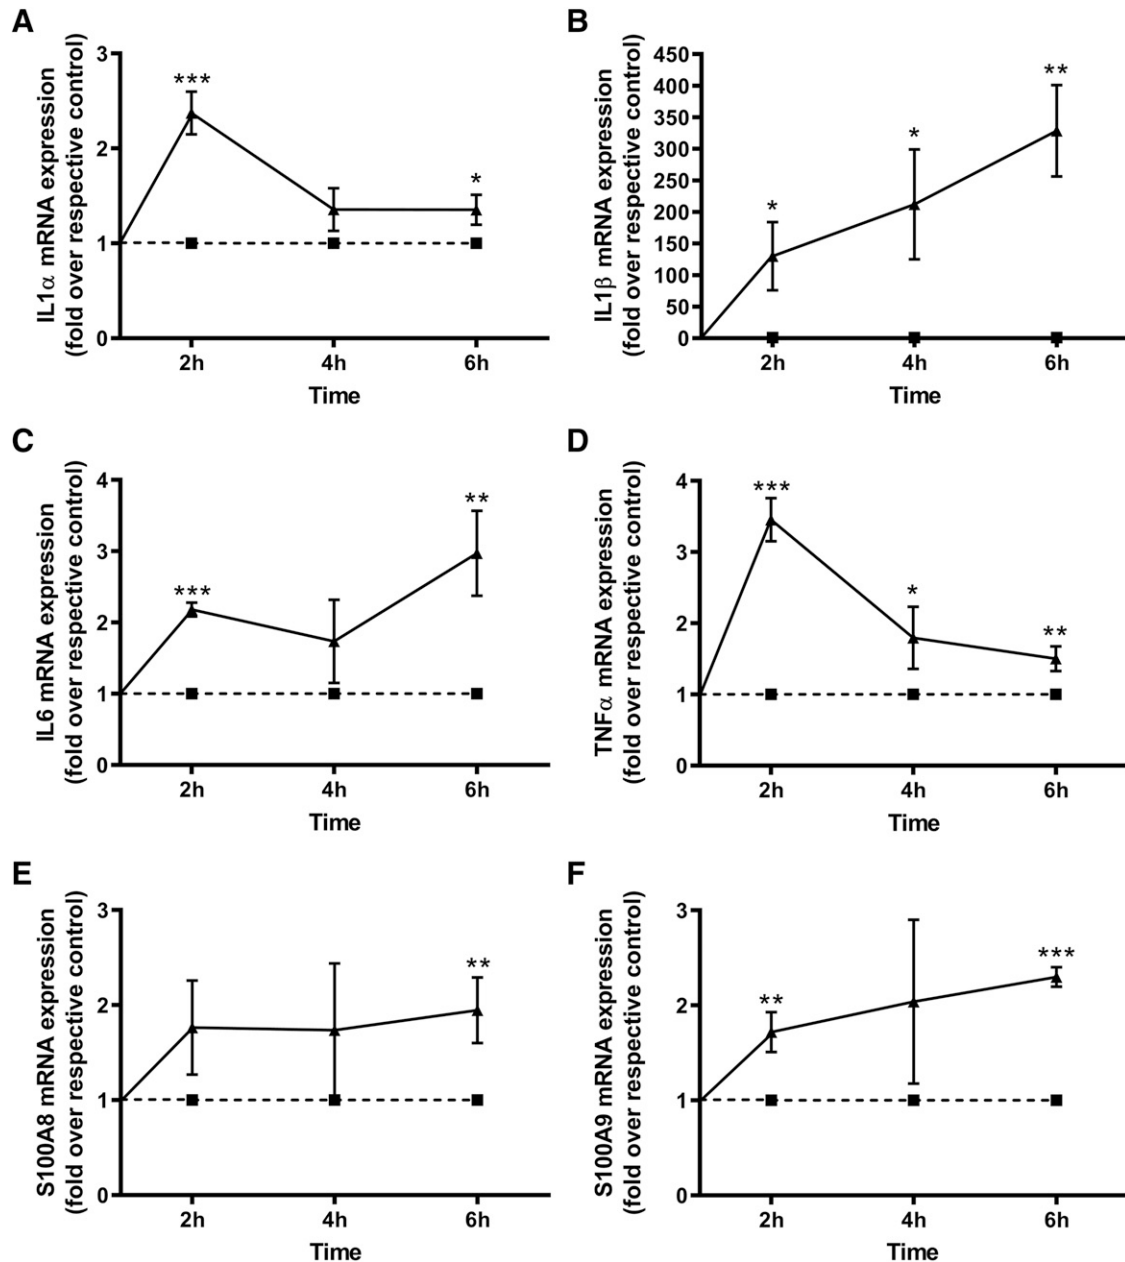 A
IL1α mRNA expression
(fold over respective control)
3
2
1
0
***
*
2h
4h
6h
Time
B
IL1β mRNA expression
(fold over respective control)
450
400
350
300
250
200
150
100
50
0
*
*
**
2h
4h
6h
Time
C
IL6 mRNA expression
(fold over respective control)
4
3
2
1
0
***
**
2h
4h
6h
Time
D
TNFα mRNA expression
(fold over respective control)
4
3
2
1
0
***
*
**
2h
4h
6h
Time
E
S100A8 mRNA expression
(fold over respective control)
3
2
1
0
**
2h
4h
6h
Time
F
S100A9 mRNA expression
(fold over respective control)
3
2
1
0
**
***
2h
4h
6h
Time